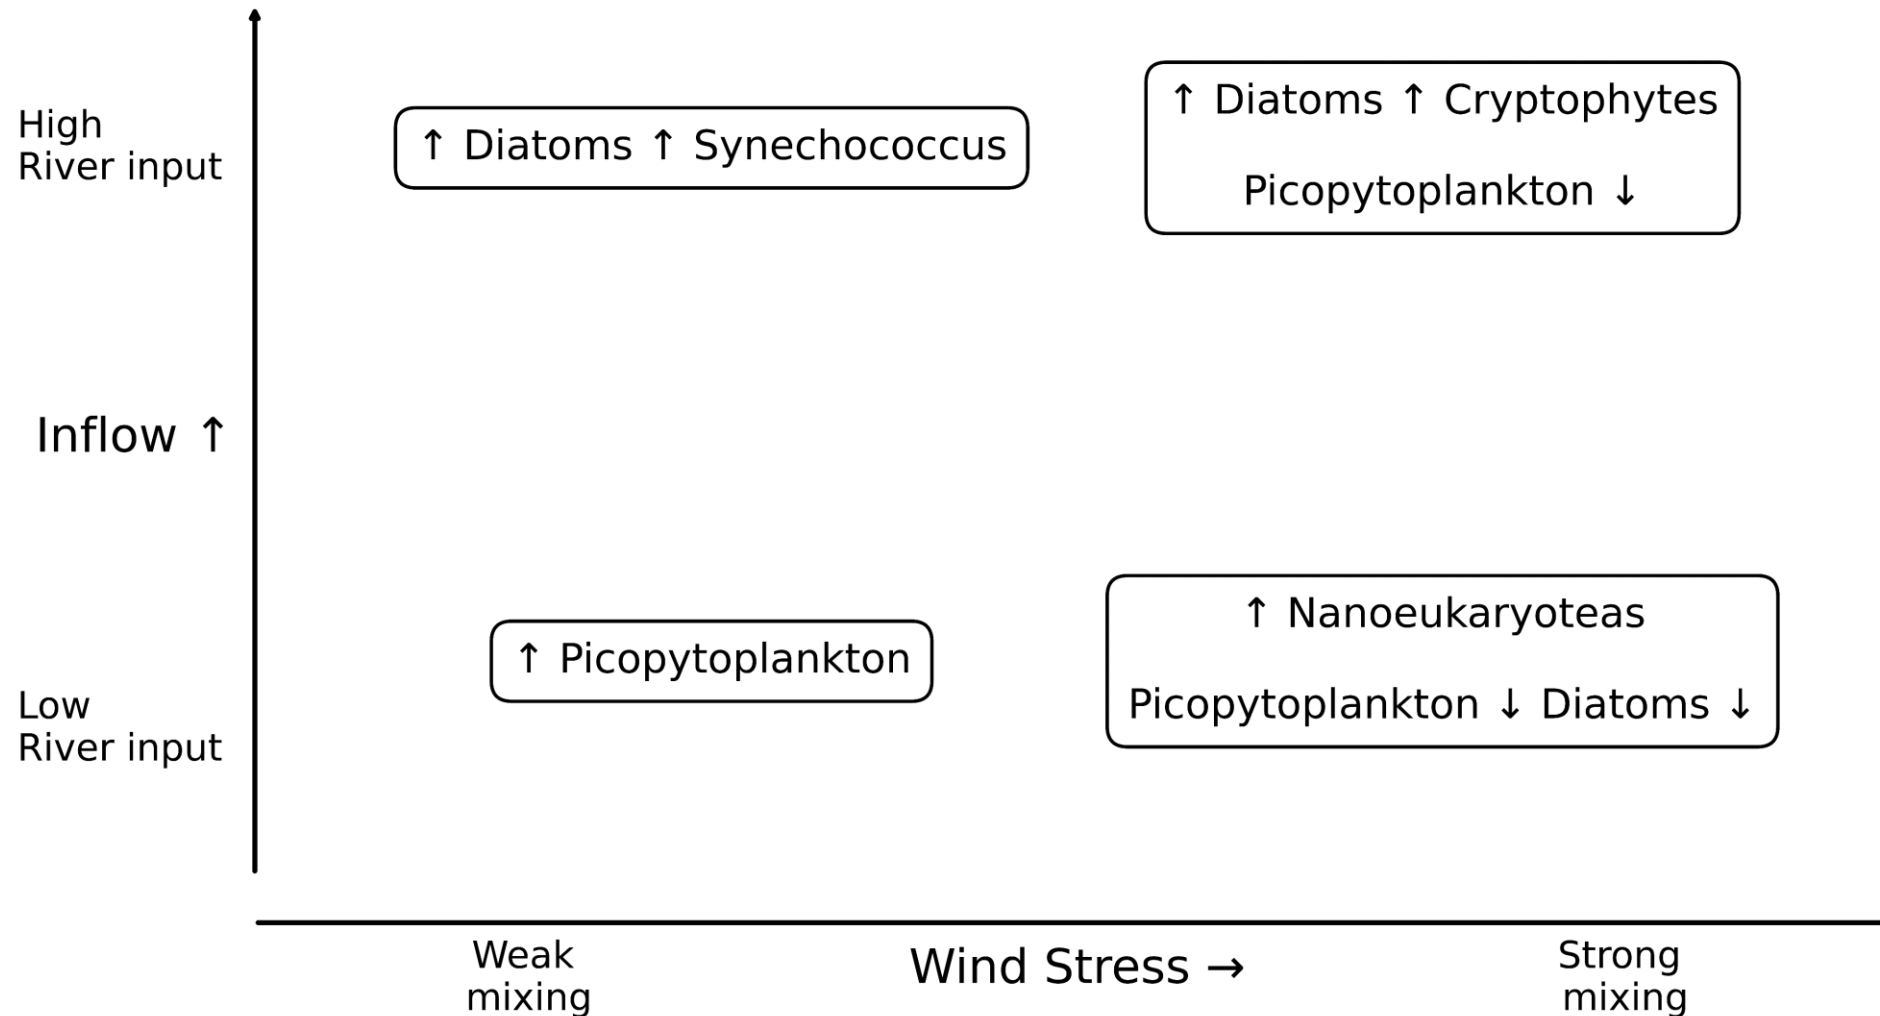 High
River input
↑ Diatoms ↑ Synechococcus
↑ Diatoms ↑ Cryptophytes
Picopytoplankton ↓
Inflow ↑
Low
River input
↑ Picopytoplankton
↑ Nanoeukaryoteas
Picopytoplankton ↓ Diatoms ↓
Weak
mixing
Wind Stress →
Strong
mixing